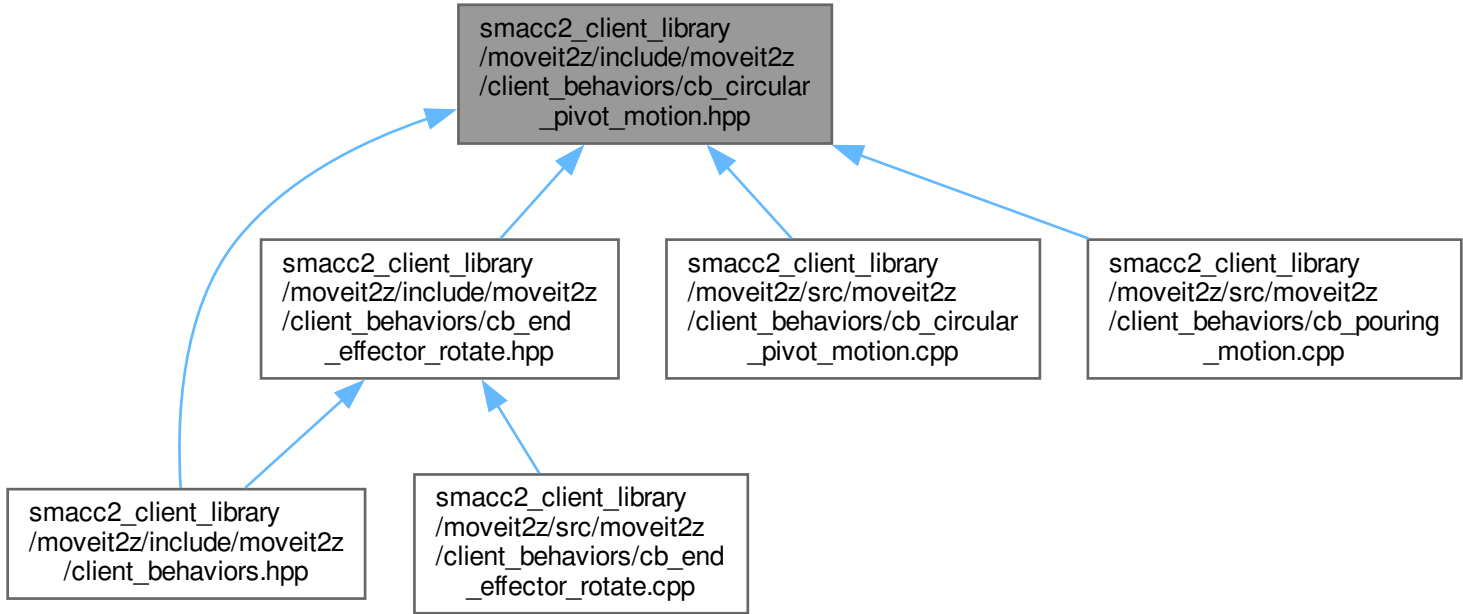 smacc2_client_library
/moveit2z/include/moveit2z
/client_behaviors/cb_circular
_pivot_motion.hpp
smacc2_client_library
/moveit2z/include/moveit2z
/client_behaviors/cb_end
_effector_rotate.hpp
smacc2_client_library
/moveit2z/src/moveit2z
/client_behaviors/cb_circular
_pivot_motion.cpp
smacc2_client_library
/moveit2z/src/moveit2z
/client_behaviors/cb_pouring
_motion.cpp
smacc2_client_library
/moveit2z/include/moveit2z
/client_behaviors.hpp
smacc2_client_library
/moveit2z/src/moveit2z
/client_behaviors/cb_end
_effector_rotate.cpp